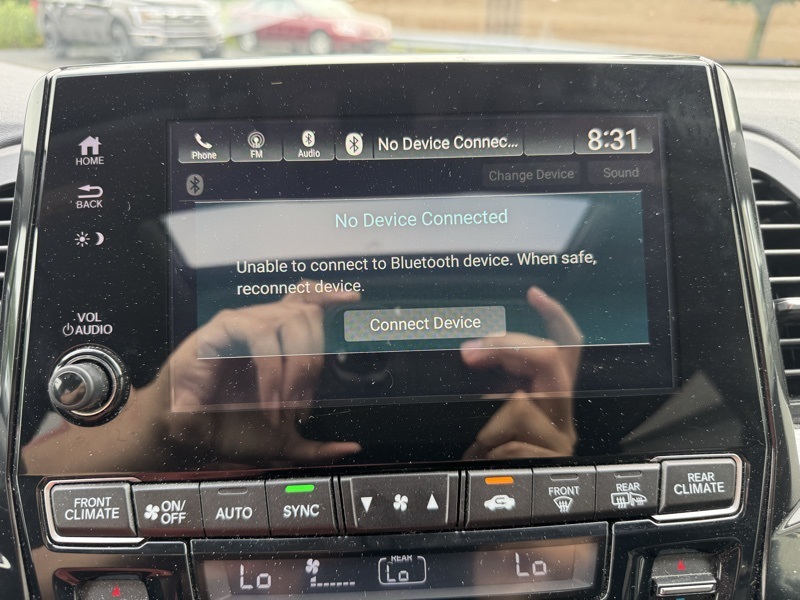 HOME
BACK
VOL
AUDIO
Phone
FM
Audio
No Device Connec...
8:31
Change Device
Sound
No Device Connected
Unable to connect to Bluetooth device. When safe,
reconnect device.
Connect Device
FRONT
CLIMATE
ON/
OFF
AUTO
SYNC
FRONT
REAR
REAR
CLIMATE
Lo
REAR
Lo
Lo